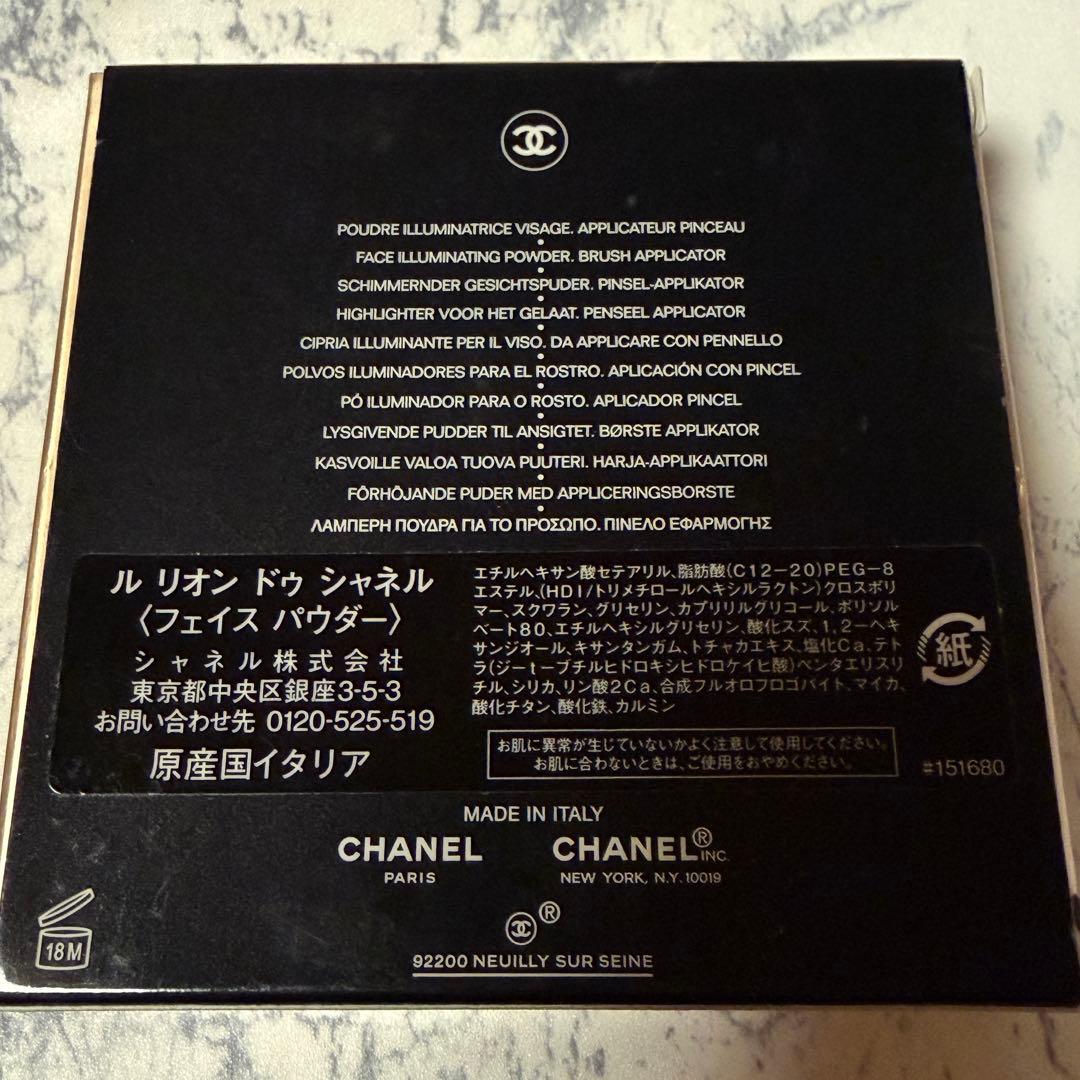 POUDRE ILLUMINATRICE VISAGE. APPLICATEUR PINCEAU
FACE ILLUMINATING POWDER. BRUSH APPLICATOR
SCHIMMERNDER GESICHTSPUDER. PINSEL-APPLIKATOR
HIGHLIGHTER VOOR HET GELAAT. PENSEEL APPLICATOR
CIPRIA ILLUMINANTE PER IL VISO. DA APPLICARE CON PENNELLO
POLVOS ILUMINADORES PARA EL ROSTRO. APLICACIÓN CON PINCEL
PÓ ILUMINADOR PARA O ROSTO. APLICADOR PINCEL
LYSGIVENDE PUDDER TIL ANSIGTET. BØRSTE APPLIKATOR
KASVOILLE VALOA TUOVA PUUTERI. HARJA-APPLIKAATTORI
FÖRHÖJANDE PUDER MED APPLICERINGSBORSTE
ΛΑΜΠΕΡΗ ΠΟΥΔΡΑ ΓΙΑ ΤΟ ΠΡΟΣΩΠΟ. ΠΙΝΕΛΟ ΕΦΑΡΜΟΓΗΣ
ル リオン ドゥ シャネル
〈フェイス パウダー〉
シャネル株式会社
東京都中央区銀座3-5-3
お問い合わせ先 0120-525-519
原産国イタリア
エチルヘキサン酸セテアリル、脂肪酸(C12-20)PEG-8
エステル、(HDI/トリメチロールヘキシルラクトン)クロスポリ
マー、スクワラン、グリセリン、カプリリルグリコール、ポリソル
ベート80、エチルヘキシルグリセリン、酸化スズ、1,2-ヘキ
サンジオール、キサンタンガム、トチャカエキス、塩化Ca、テト
ラ(ジーtーブチルヒドロキシヒドロケイヒ酸)ペンタエリスリ
チル、シリカ、リン酸2Ca、合成フルオロフロゴパイト、マイカ、
酸化チタン、酸化鉄、カルミン
紙
お肌に異常が生じていないかよく注意して使用してください。
お肌に合わないときは、ご使用をおやめください。
#151680
MADE IN ITALY
CHANEL
PARIS
CHANEL® INC.
NEW YORK, N.Y. 10019
®
92200 NEUILLY SUR SEINE
18M